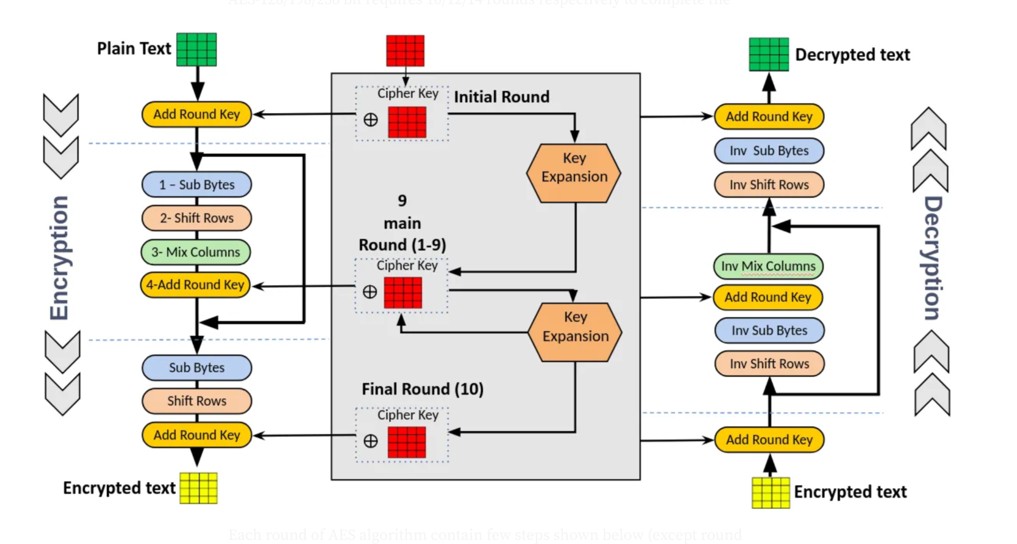 AES 128/196/256 bit requires 10/12/14 rounds respectively to complete the
Plain Text
Add Round Key
1 – Sub Bytes
2- Shift Rows
3- Mix Columns
4-Add Round Key
Sub Bytes
Shift Rows
Add Round Key
Encrypted text
Encryption
Cipher Key
Initial Round
Key
Expansion
9
main
Round (1-9)
Cipher Key
Key
Expansion
Final Round (10)
Cipher Key
Decrypted text
Add Round Key
Inv Sub Bytes
Inv Shift Rows
Inv Mix Columns
Add Round Key
Inv Sub Bytes
Inv Shift Rows
Add Round Key
Encrypted text
Decryption
Each round of AES algorithm contain few steps shown below (except round